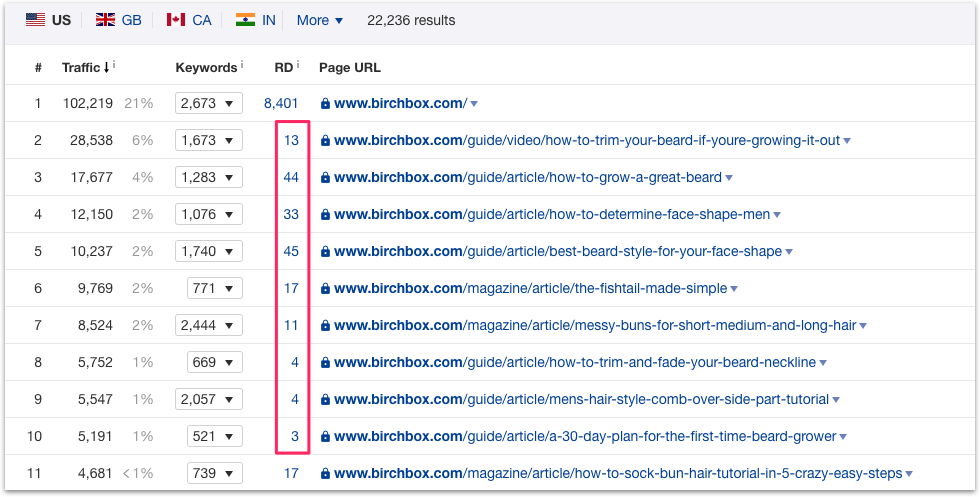 US GB CA IN More 22,236 results
# Traffic i Keywords i RD i Page URL
1 102,219 21% 2,673 8,401 www.birchbox.com/
2 28,538 6% 1,673 13 www.birchbox.com/guide/video/how-to-trim-your-beard-if-youre-growing-it-out
3 17,677 4% 1,283 44 www.birchbox.com/guide/article/how-to-grow-a-great-beard
4 12,150 2% 1,076 33 www.birchbox.com/guide/article/how-to-determine-face-shape-men
5 10,237 2% 1,740 45 www.birchbox.com/guide/article/best-beard-style-for-your-face-shape
6 9,769 2% 771 17 www.birchbox.com/magazine/article/the-fishtail-made-simple
7 8,524 2% 2,444 11 www.birchbox.com/magazine/article/messy-buns-for-short-medium-and-long-hair
8 5,752 1% 669 4 www.birchbox.com/guide/article/how-to-trim-and-fade-your-beard-neckline
9 5,547 1% 2,057 4 www.birchbox.com/guide/article/mens-hair-style-comb-over-side-part-tutorial
10 5,191 1% 521 3 www.birchbox.com/guide/article/a-30-day-plan-for-the-first-time-beard-grower
11 4,681 <1% 739 17 www.birchbox.com/magazine/article/how-to-sock-bun-hair-tutorial-in-5-crazy-easy-steps